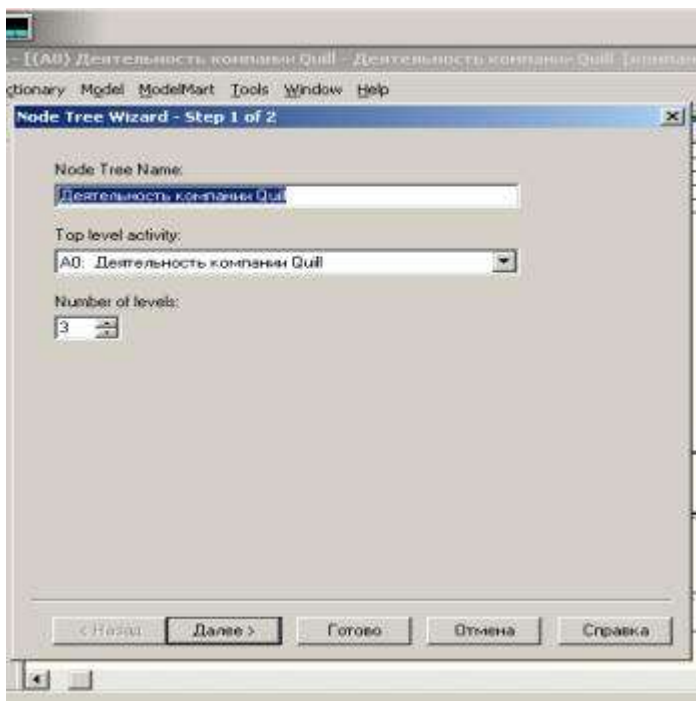 - [(A0) Деятельность компании Quill - Деятельность компании Quill
ctionary Model ModelMart Tools Window Help
Node Tree Wizard - Step 1 of 2
Node Tree Name:
Деятельность компании Quill
Top level activity:
A0: Деятельность компании Quill
Number of levels:
3
< Назад Далее > Готово Отмена Справка